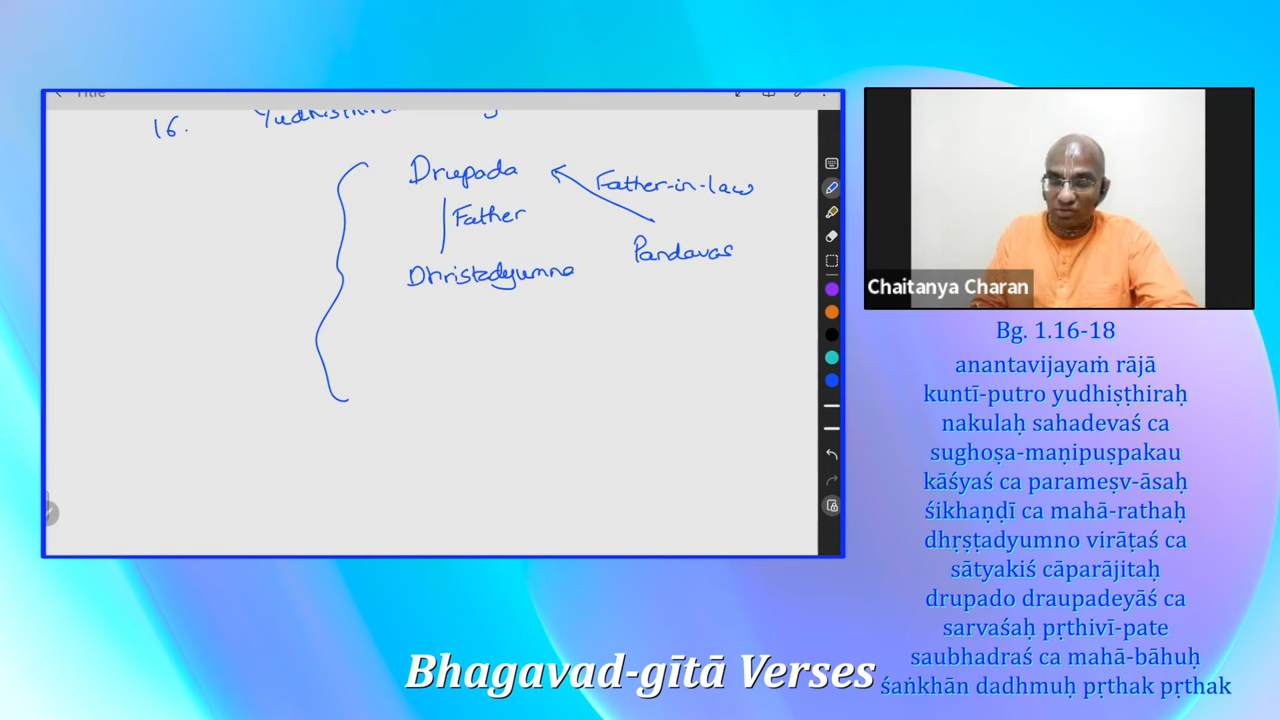 Title
16.
Drupada
Father-in-law
Father
Pandavas
Dhristadyumna
Chaitanya Charan
Bg. 1.16-18
anantavijayaṁ rājā
kuntī-putro yudhiṣṭhiraḥ
nakulaḥ sahadevaś ca
sughoṣa-maṇipuṣpakau
kāśyaś ca parameṣv-āsaḥ
śikhaṇḍī ca mahā-rathaḥ
dhṛṣṭadyumno virāṭaś ca
sātyakiś cāparājitaḥ
drupado draupadeyāś ca
sarvaśaḥ pṛthivī-pate
saubhadraś ca mahā-bāhuḥ
śaṅkhān dadhmuḥ pṛthak pṛthak
Bhagavad-gītā Verses